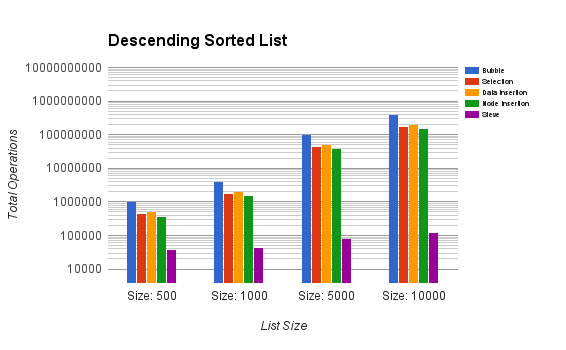 Descending Sorted List
10000000000
1000000000
100000000
10000000
1000000
100000
10000
Total Operations
Size: 500
Size: 1000
Size: 5000
Size: 10000
List Size
Bubble
Selection
Data Insertion
Node Insertion
Sieve